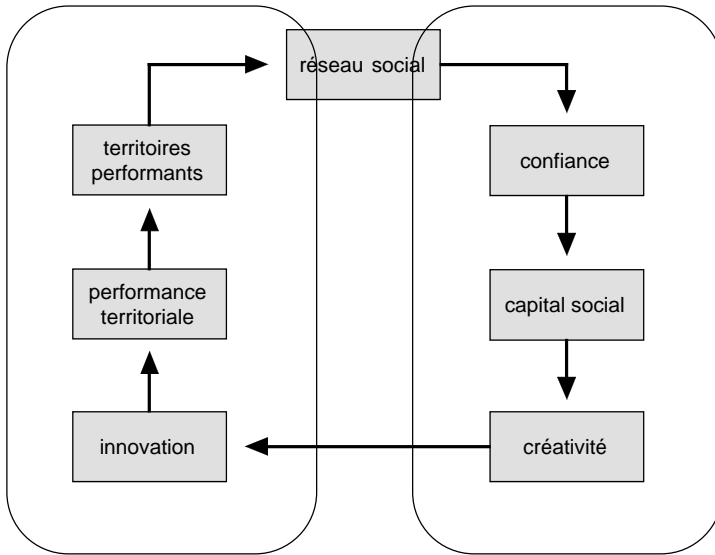 réseau social
territoires
performants
confiance
performance
territoriale
capital social
innovation
créativité